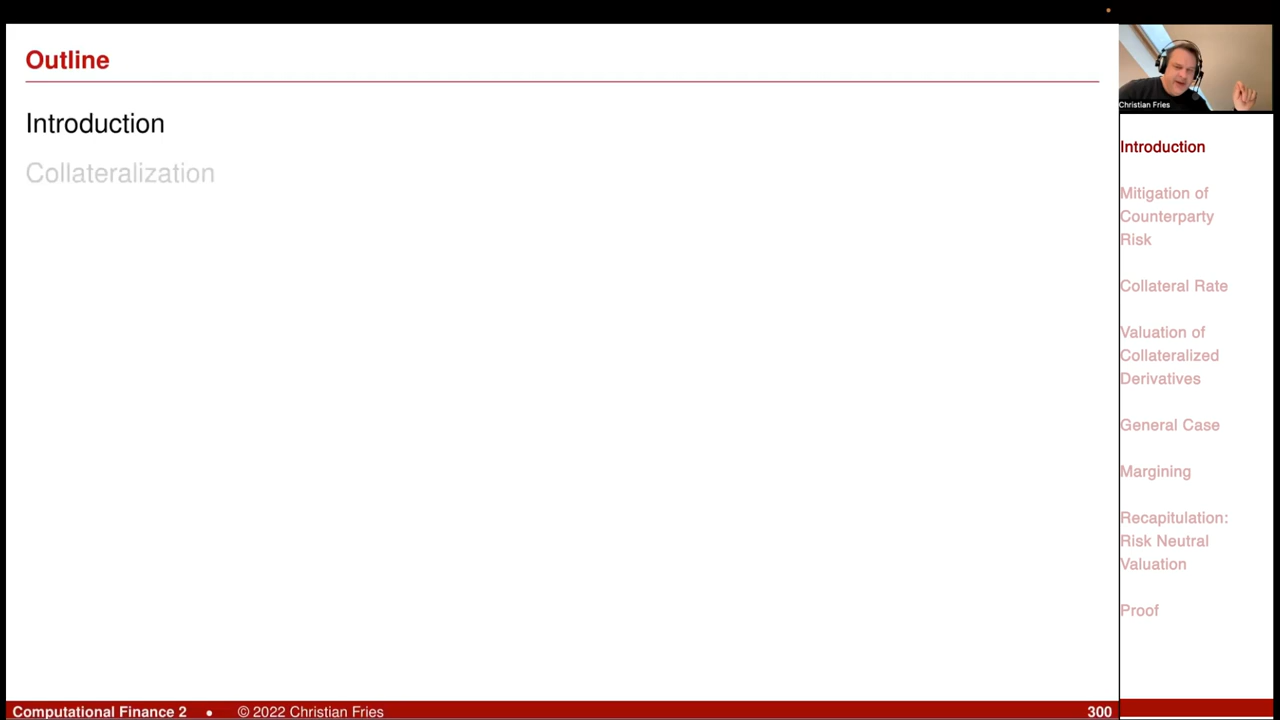 Outline
Introduction
Collateralization
Christian Fries
Introduction
Mitigation of
Counterparty
Risk
Collateral Rate
Valuation of
Collateralized
Derivatives
General Case
Margining
Recapitulation:
Risk Neutral
Valuation
Proof
Computational Finance 2 • © 2022 Christian Fries 300